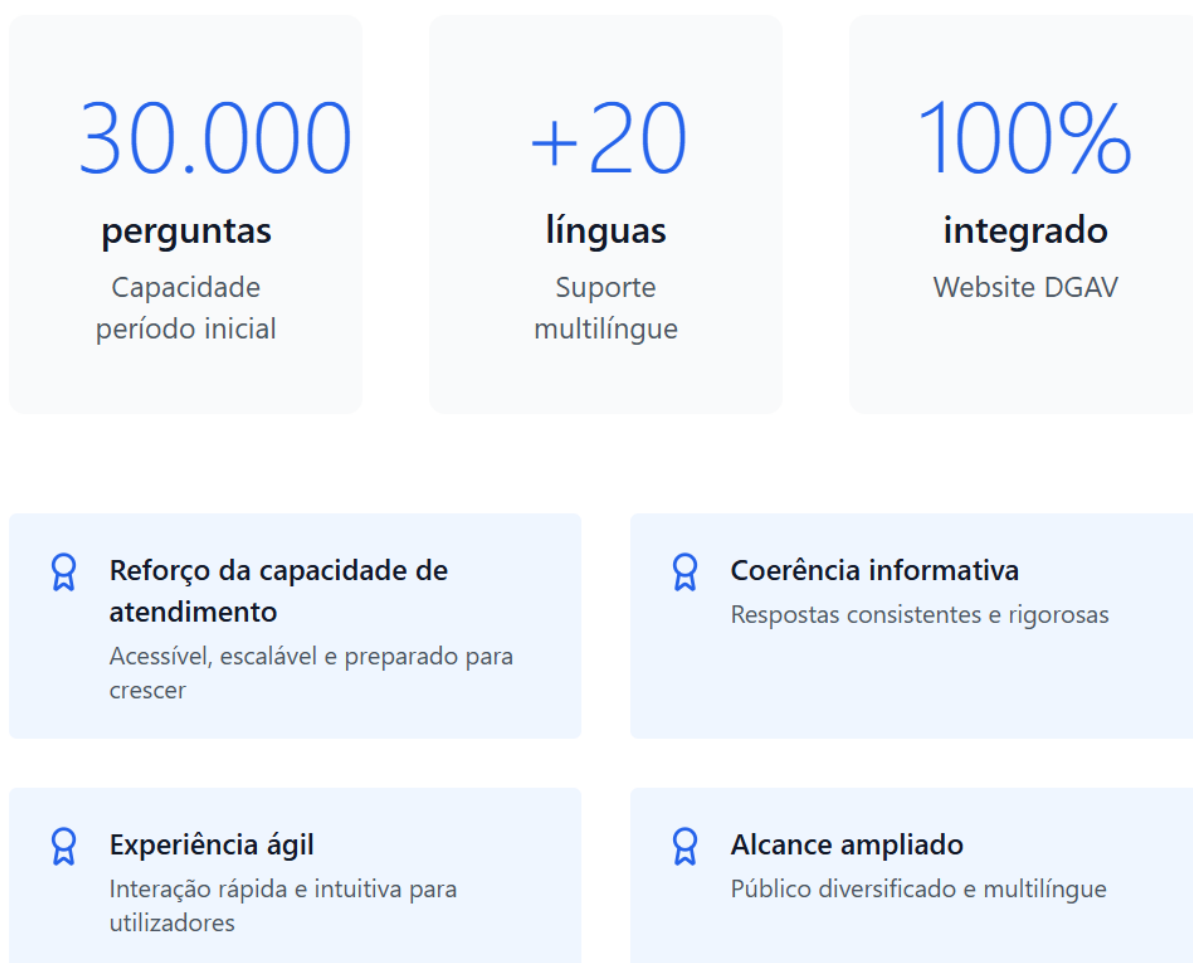 30.000
perguntas
Capacidade
período inicial
+20
línguas
Suporte
multilíngue
100%
integrado
Website DGAV
Reforço da capacidade de
atendimento
Acessível, escalável e preparado para
crescer
Coerência informativa
Respostas consistentes e rigorosas
Experiência ágil
Interação rápida e intuitiva para
utilizadores
Alcance ampliado
Público diversificado e multilíngue